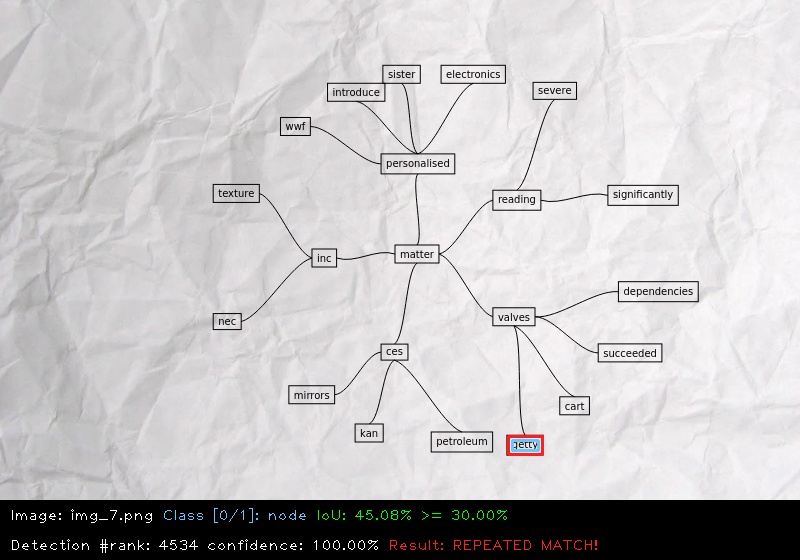 sister
electronics
introduce
severe
wwf
personalised
texture
reading
significantly
matter
inc
dependencies
valves
nec
ces
succeeded
mirrors
cart
kan
petroleum
getty
Image: img_7.png Class [0/1]: node IoU: 45.08% >= 30.00%
Detection #rank: 4534 confidence: 100.00% Result: REPEATED MATCH!